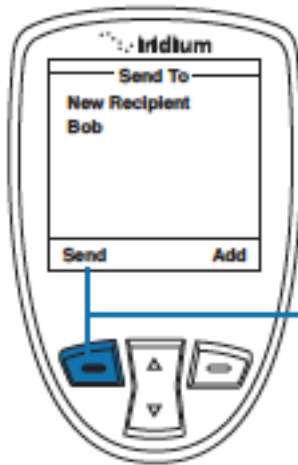 Iridium
Send To
New Recipient
Bob
Send Add